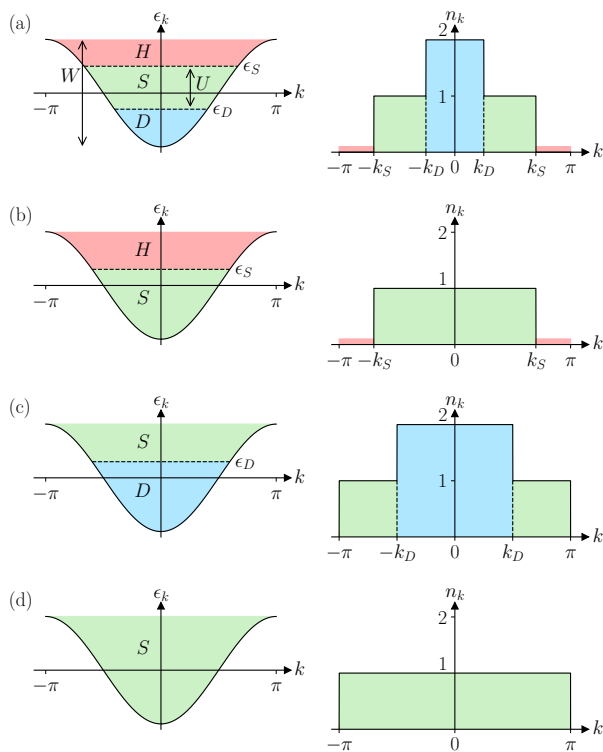 (a)
ϵ_k
H
ϵ_S
W
S
U
k
ϵ_D
D
−π
π
n_k
2
1
k
−π
−k_S
−k_D
0
k_D
k_S
π
(b)
ϵ_k
H
ϵ_S
k
S
−π
π
n_k
2
1
k
−π
−k_S
0
k_S
π
(c)
ϵ_k
S
ϵ_D
k
D
−π
π
n_k
2
1
k
−π
−k_D
0
k_D
π
(d)
ϵ_k
S
k
−π
π
n_k
2
1
k
−π
0
π